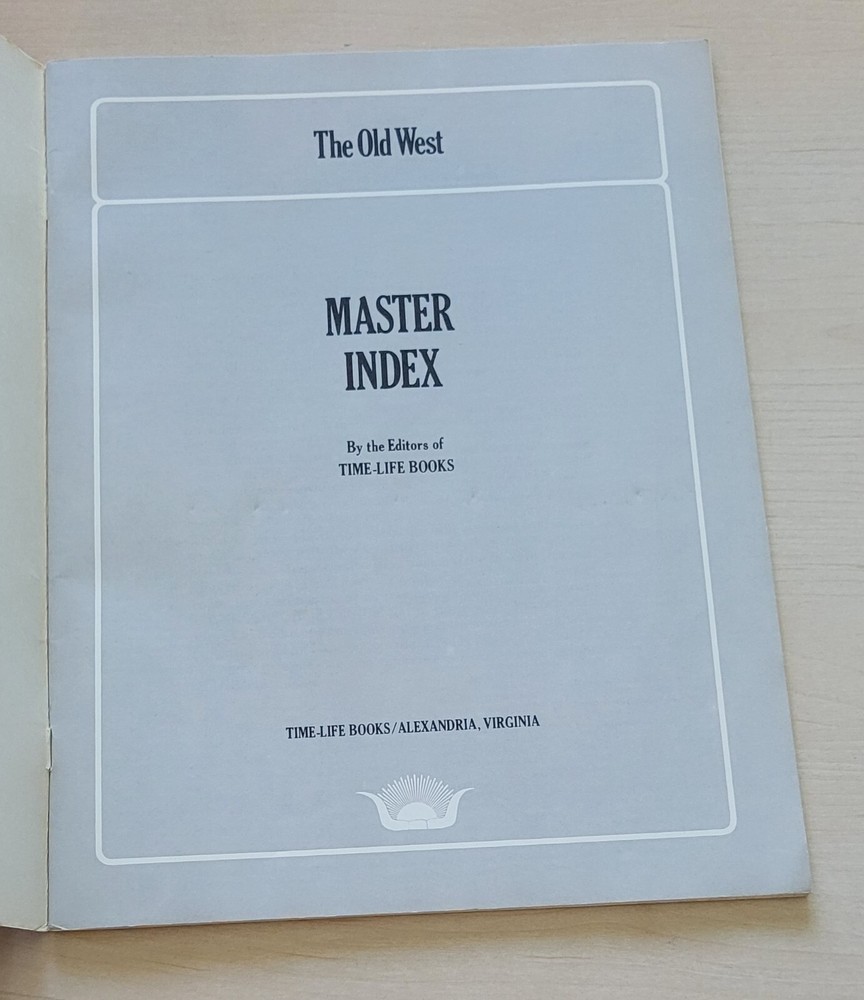 The Old West
MASTER
INDEX
By the Editors of
TIME-LIFE BOOKS
TIME-LIFE BOOKS/ALEXANDRIA, VIRGINIA